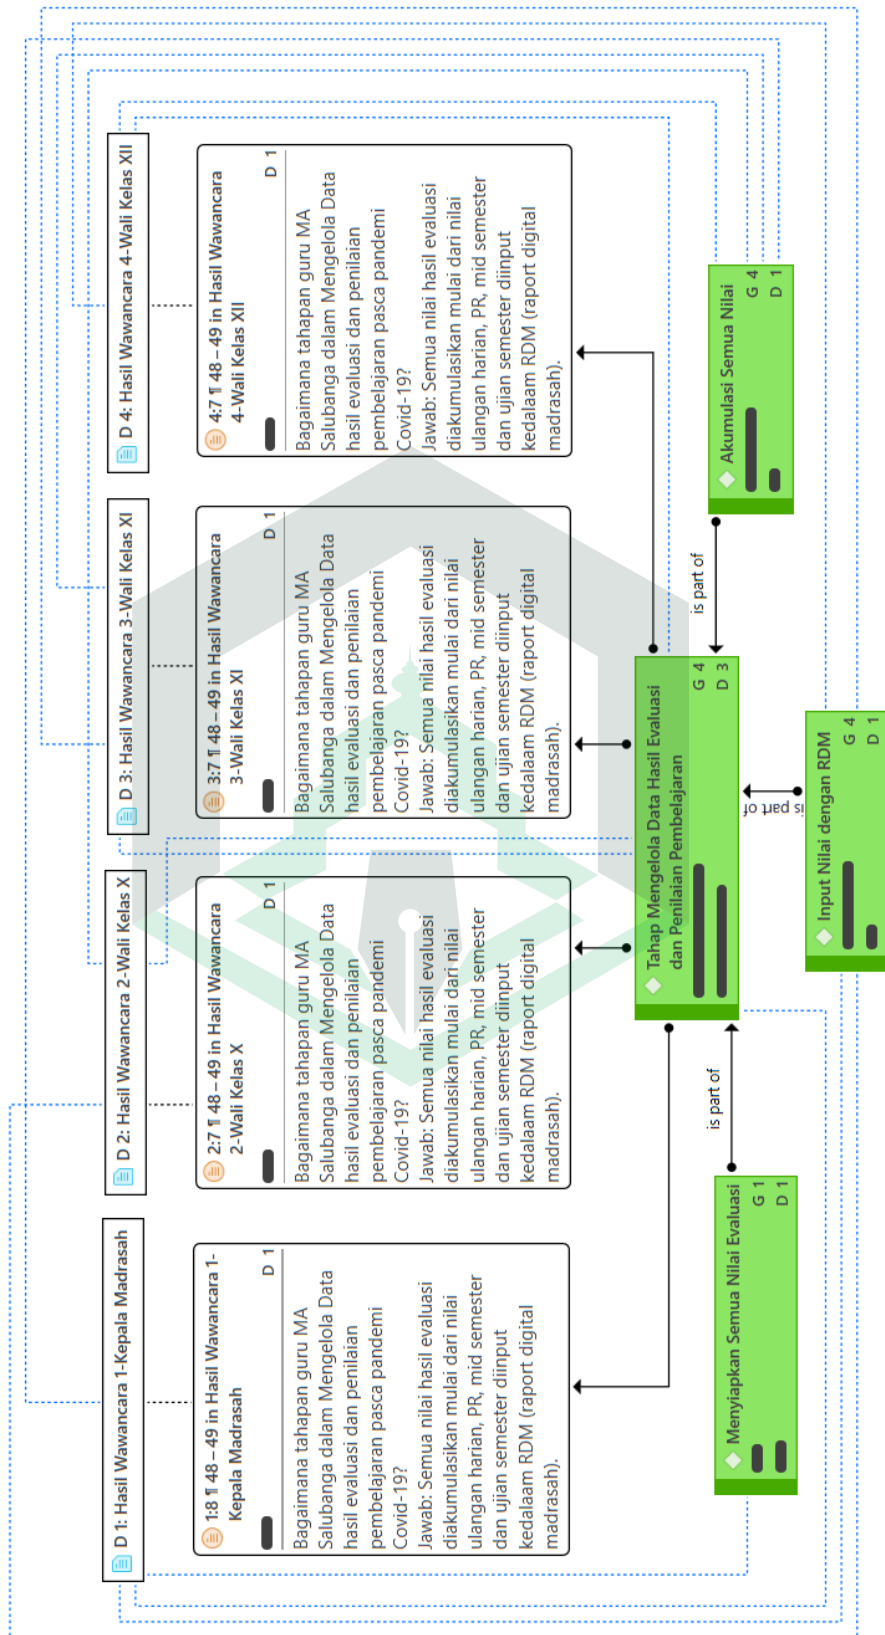 D 1: Hasil Wawancara 1-Kepala Madrasah
D 2: Hasil Wawancara 2-Wali Kelas X
D 3: Hasil Wawancara 3-Wali Kelas XI
D 4: Hasil Wawancara 4-Wali Kelas XII
1:8 ¶ 48 – 49 in Hasil Wawancara 1-
Kepala Madrasah
D 1
Bagaimana tahapan guru MA
Salubanga dalam Mengelola Data
hasil evaluasi dan penilaian
pembelajaran pasca pandemi
Covid-19?
Jawab: Semua nilai hasil evaluasi
diakumulasikan mulai dari nilai
ulangan harian, PR, mid semester
dan ujian semester diinput
kedalaam RDM (raport digital
madrasah).
2:7 ¶ 48 – 49 in Hasil Wawancara
2-Wali Kelas X
D 1
Bagaimana tahapan guru MA
Salubanga dalam Mengelola Data
hasil evaluasi dan penilaian
pembelajaran pasca pandemi
Covid-19?
Jawab: Semua nilai hasil evaluasi
diakumulasikan mulai dari nilai
ulangan harian, PR, mid semester
dan ujian semester diinput
kedalaam RDM (raport digital
madrasah).
3:7 ¶ 48 – 49 in Hasil Wawancara
3-Wali Kelas XI
D 1
Bagaimana tahapan guru MA
Salubanga dalam Mengelola Data
hasil evaluasi dan penilaian
pembelajaran pasca pandemi
Covid-19?
Jawab: Semua nilai hasil evaluasi
diakumulasikan mulai dari nilai
ulangan harian, PR, mid semester
dan ujian semester diinput
kedalaam RDM (raport digital
madrasah).
4:7 ¶ 48 – 49 in Hasil Wawancara
4-Wali Kelas XII
D 1
Bagaimana tahapan guru MA
Salubanga dalam Mengelola Data
hasil evaluasi dan penilaian
pembelajaran pasca pandemi
Covid-19?
Jawab: Semua nilai hasil evaluasi
diakumulasikan mulai dari nilai
ulangan harian, PR, mid semester
dan ujian semester diinput
kedalaam RDM (raport digital
madrasah).
Tahap Mengelola Data Hasil Evaluasi
dan Penilaian Pembelajaran
G 4
D 3
is part of
is part of
is part of
Menyiapkan Semua Nilai Evaluasi
G 1
D 1
Input Nilai dengan RDM
G 4
D 1
Akumulasi Semua Nilai
G 4
D 1